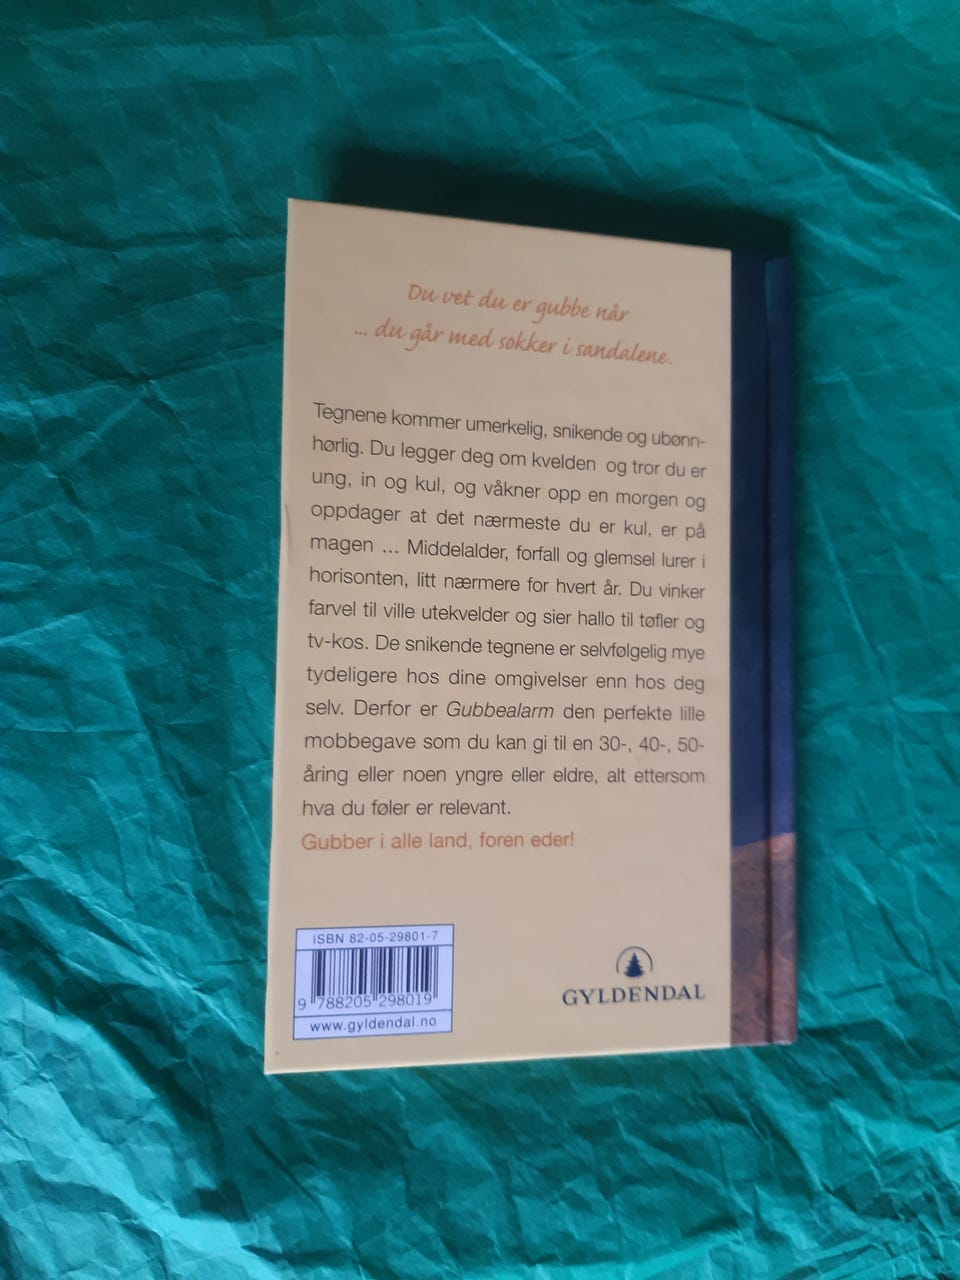 Du vet du er gubbe når
... du går med sokker i sandalene.
Tegnene kommer umerkelig, snikende og ubønn-
hørlig. Du legger deg om kvelden og tror du er
ung, in og kul, og våkner opp en morgen og
oppdager at det nærmeste du er kul, er på
magen ... Middelalder, forfall og glemsel lurer i
horisonten, litt nærmere for hvert år. Du vinker
farvel til ville utekvelder og sier hallo til tøfler og
tv-kos. De snikende tegnene er selvfølgelig mye
tydeligere hos dine omgivelser enn hos deg
selv. Derfor er Gubbealarm den perfekte lille
mobbegave som du kan gi til en 30-, 40-, 50-
åring eller noen yngre eller eldre, alt ettersom
hva du føler er relevant.
Gubber i alle land, foren eder!
ISBN 82-05-29801-7
9 788205 298019
www.gyldendal.no
GYLDENDAL